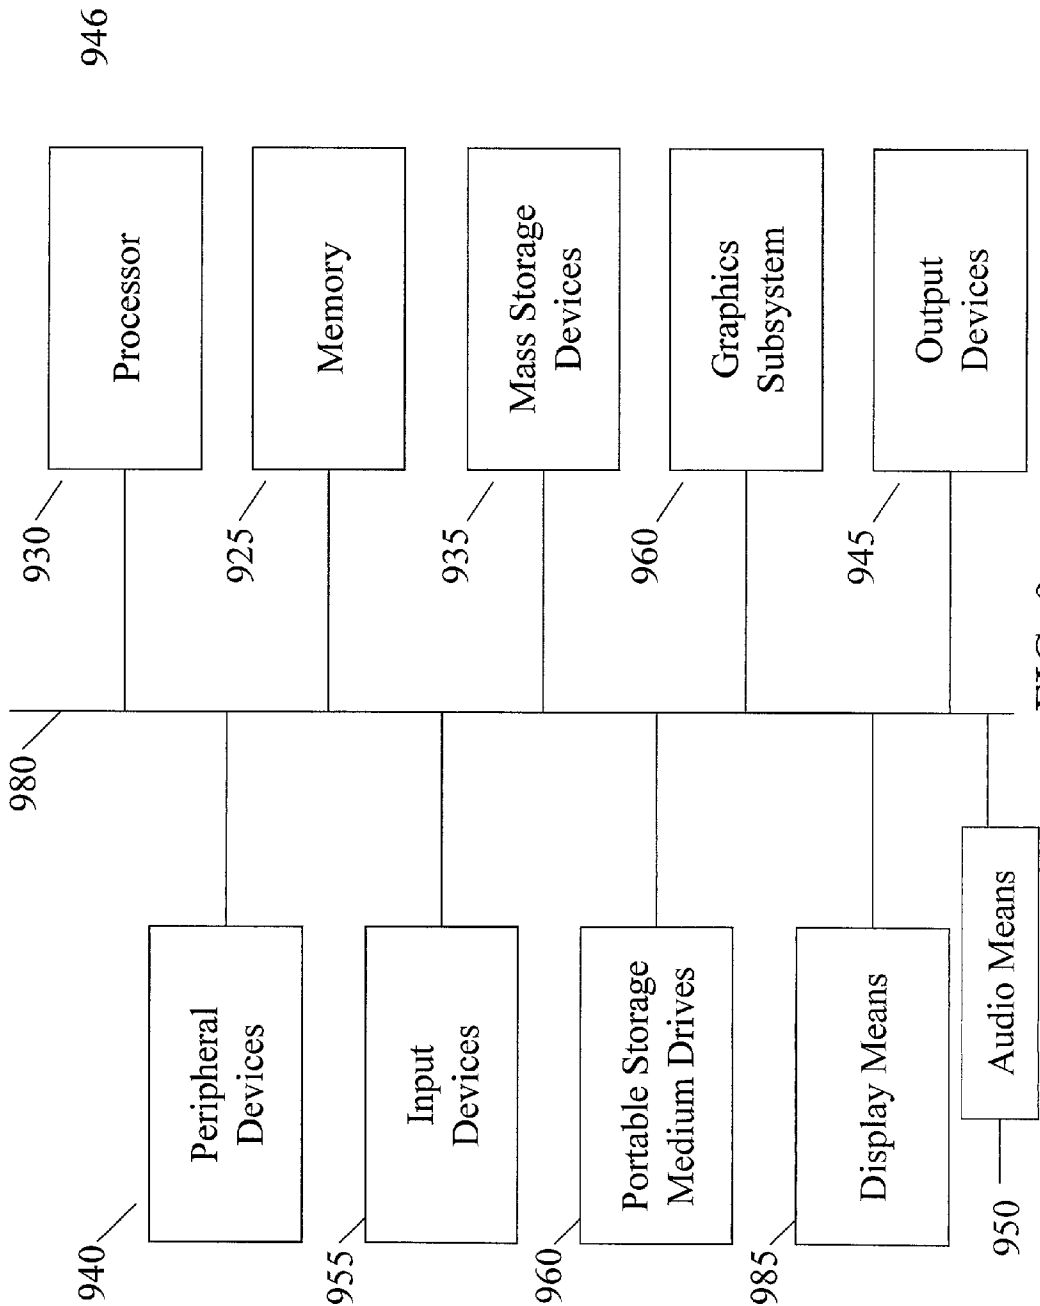 980
930
946
940
Processor
Peripheral
Devices
925
Memory
955
Input
Devices
935
Mass Storage
Devices
960
Portable Storage
Medium Drives
960
Graphics
Subsystem
985
Display Means
945
Output
Devices
950
Audio Means